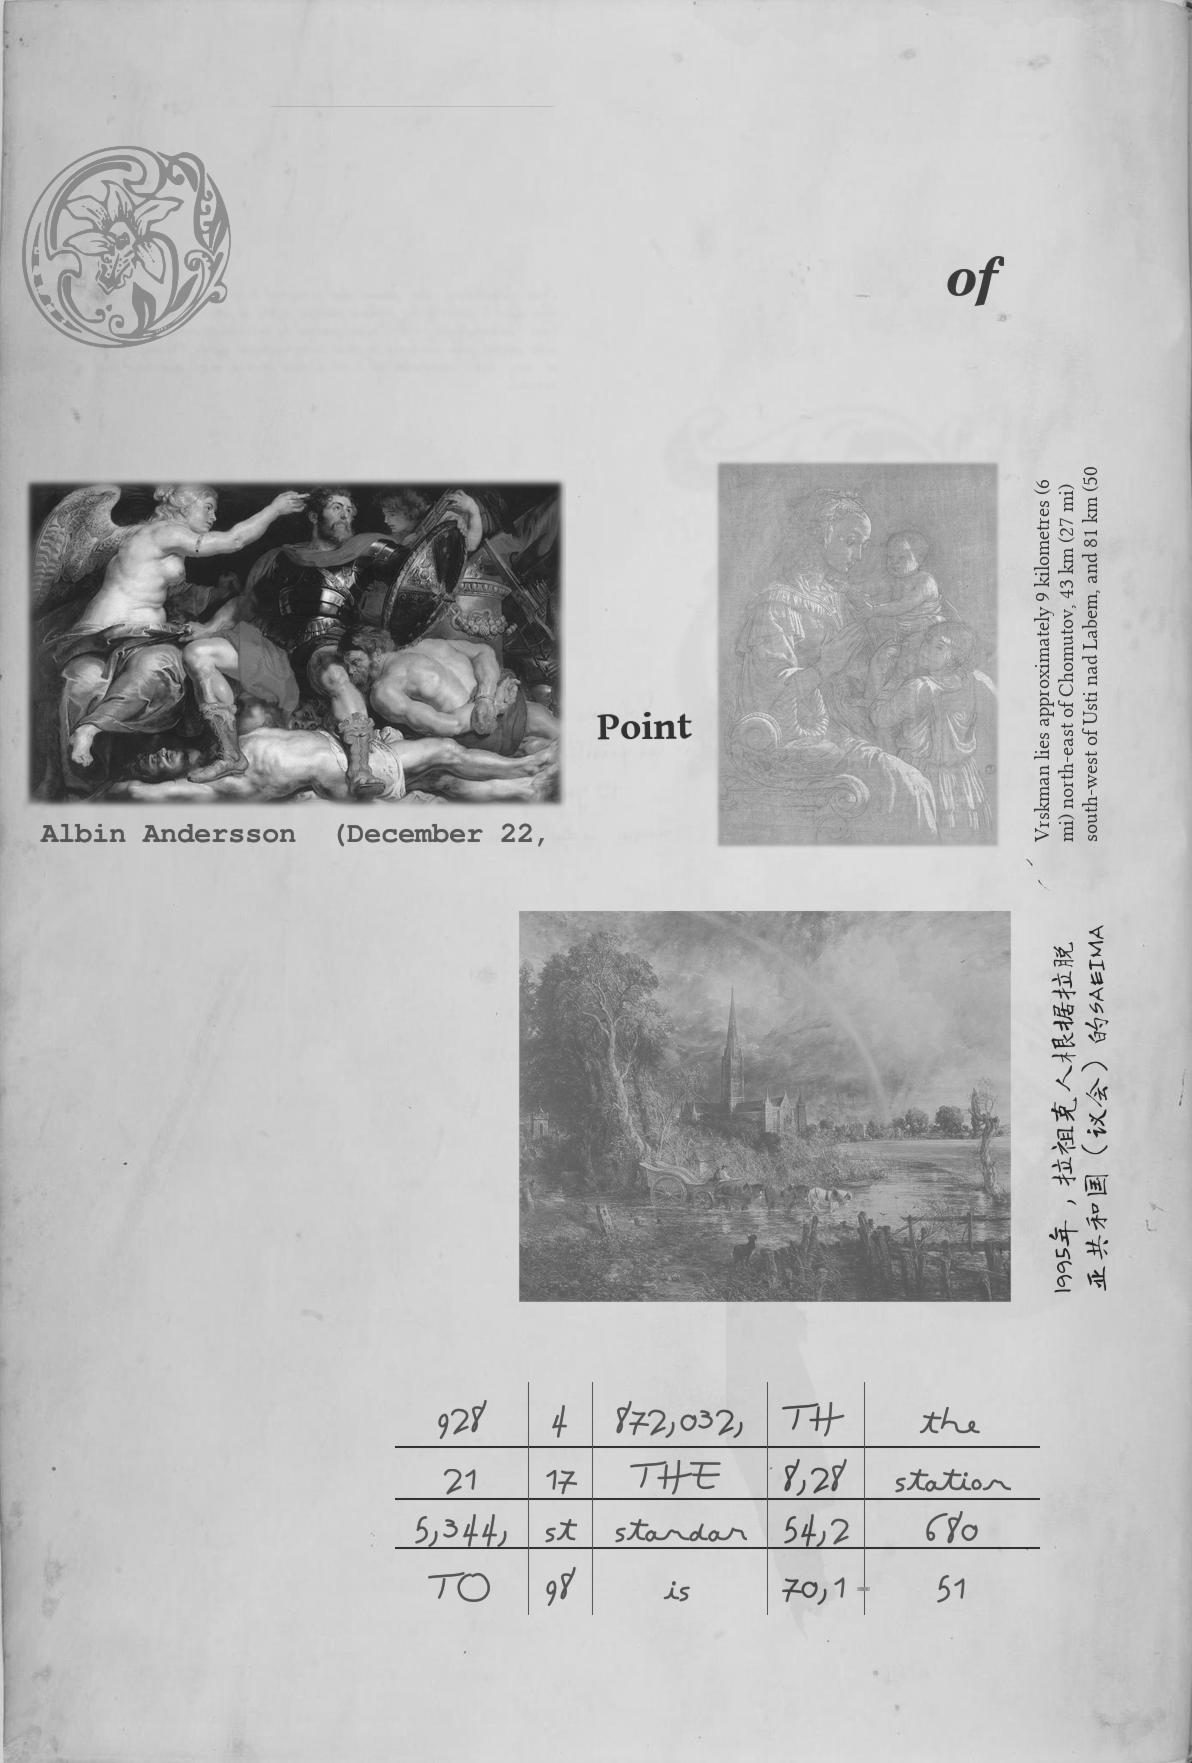 of
Point
Albin Andersson (December 22,
Vrskman lies approximately 9 kilometres (6
mi) north-east of Chomutov, 43 km (27 mi)
south-west of Usti nad Labem, and 81 km (50
1995年，拉祖克人根据拉脱
亚共和国（议会）的SAEIMA
928 4 872,032, TH the
21 17 THE 8,28 station
5,344, st standar 54,2 680
TO 98 is 70,1 51